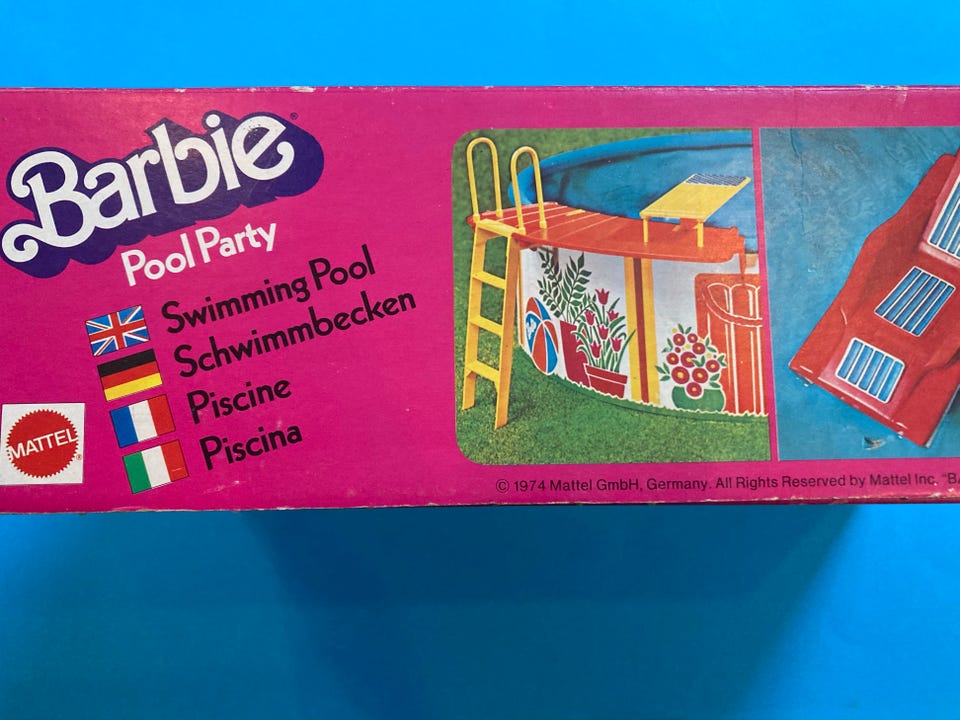 Barbie®
Pool Party
Swimming Pool
Schwimmbecken
Piscine
Piscina
MATTEL®
© 1974 Mattel GmbH, Germany. All Rights Reserved by Mattel Inc. "BA